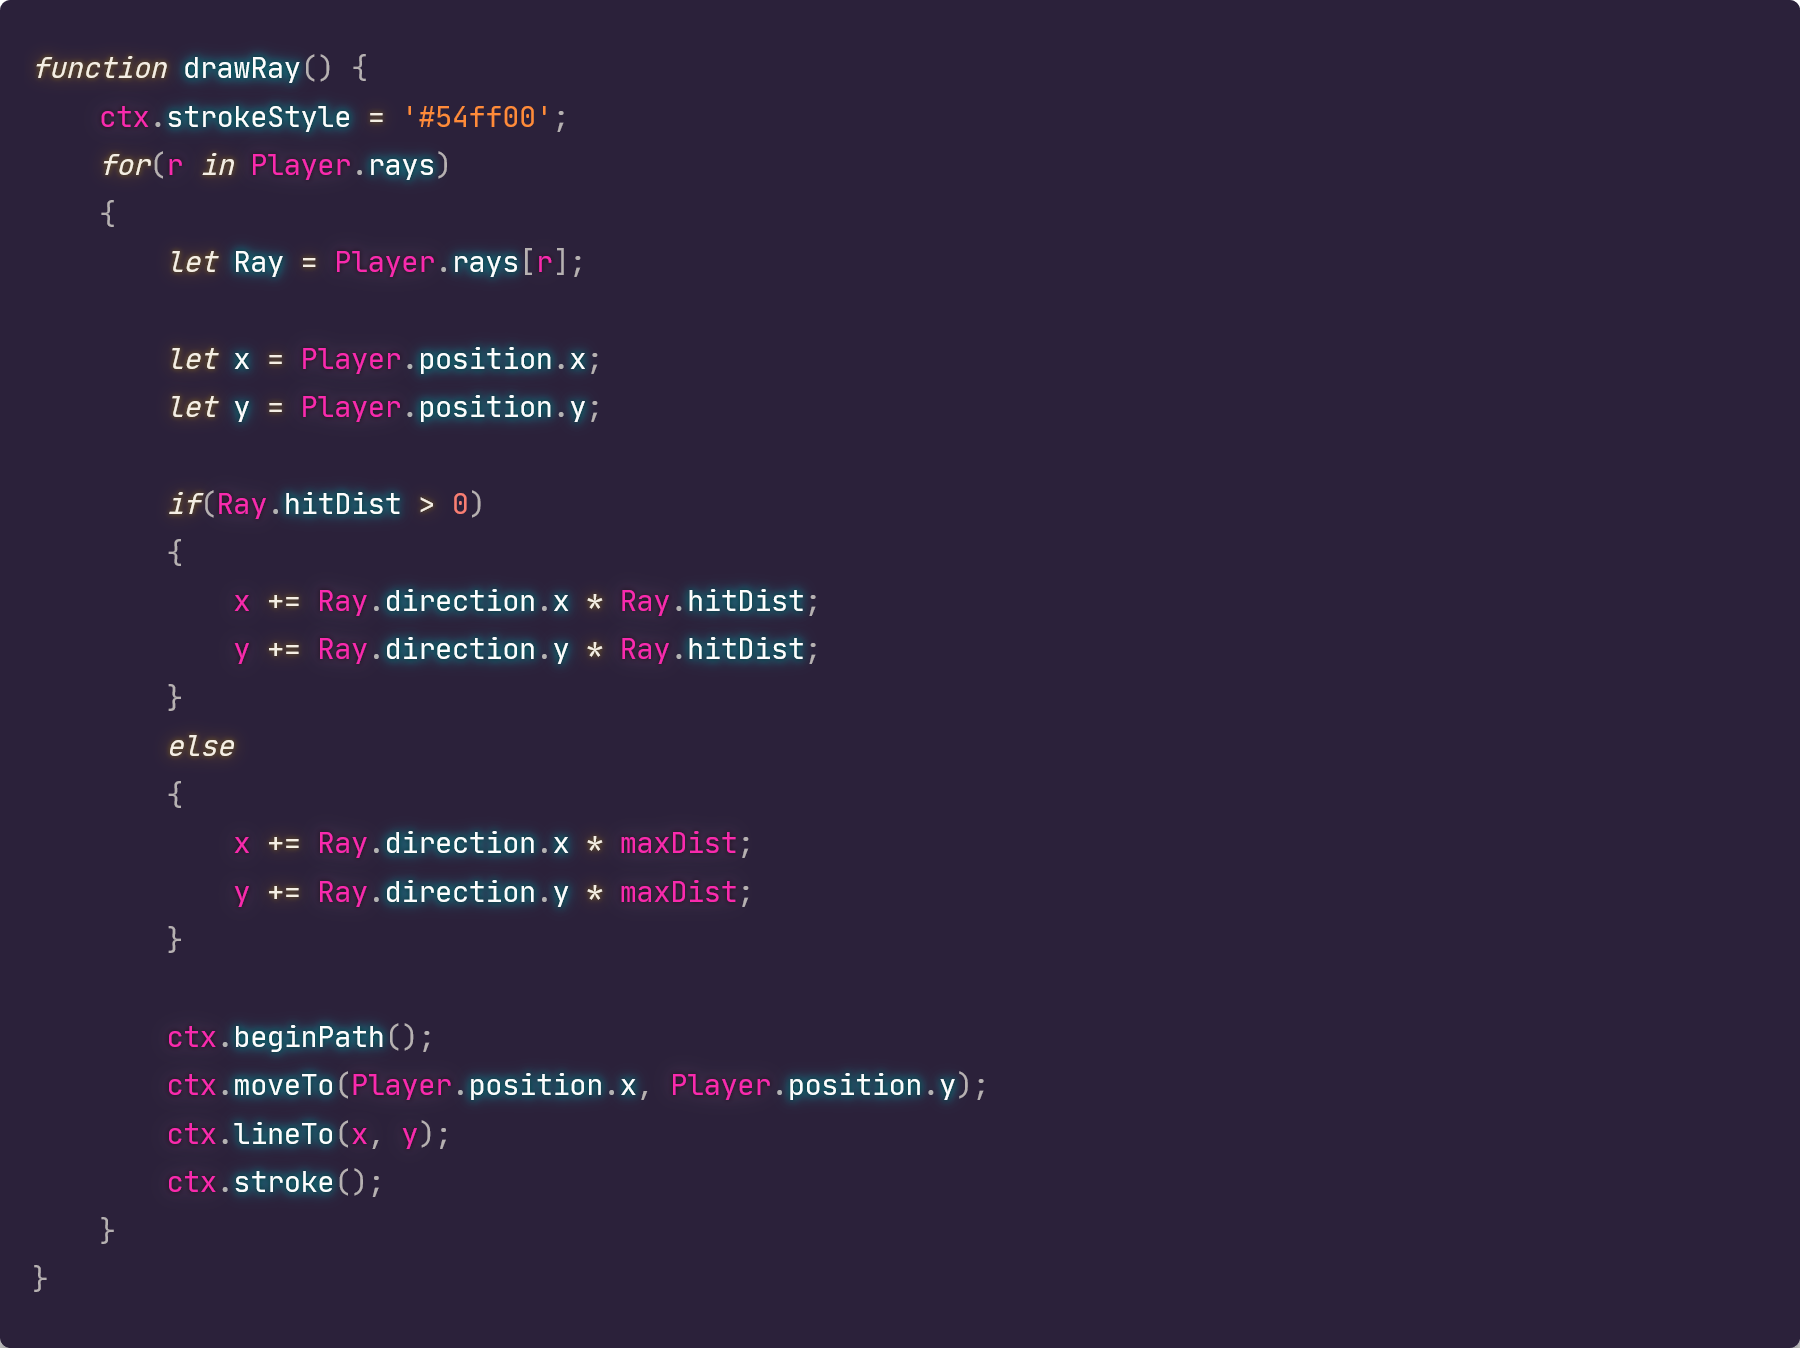 function drawRay() {
    ctx.strokeStyle = '#54ff00';
    for(r in Player.rays)
    {
        let Ray = Player.rays[r];

        let x = Player.position.x;
        let y = Player.position.y;

        if(Ray.hitDist > 0)
        {
            x += Ray.direction.x * Ray.hitDist;
            y += Ray.direction.y * Ray.hitDist;
        }
        else
        {
            x += Ray.direction.x * maxDist;
            y += Ray.direction.y * maxDist;
        }

        ctx.beginPath();
        ctx.moveTo(Player.position.x, Player.position.y);
        ctx.lineTo(x, y);
        ctx.stroke();
    }
}